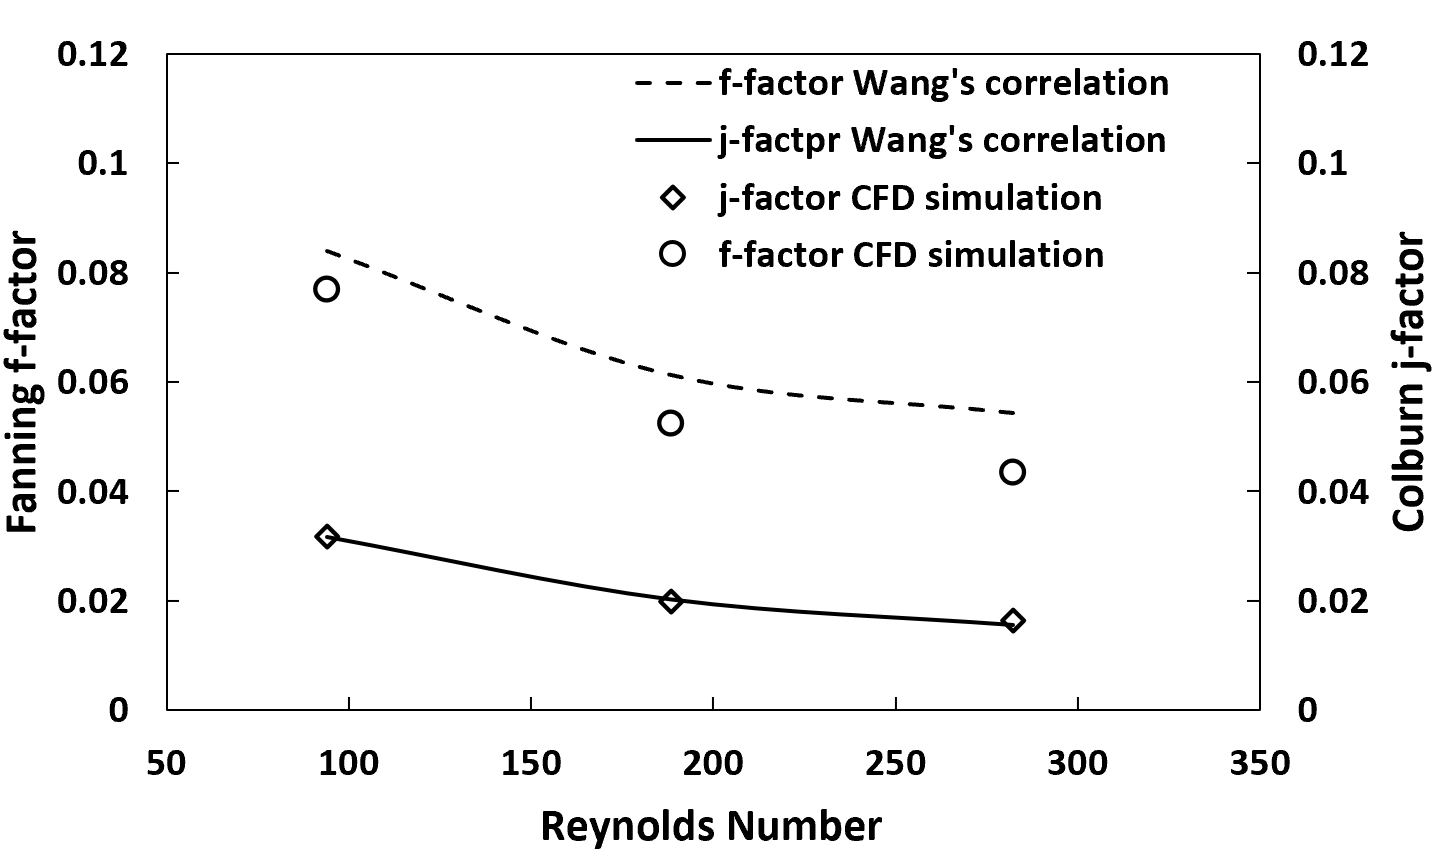 0.12
0.1
0.08
0.06
0.04
0.02
0
Fanning f-factor
f-factor Wang's correlation
j-factpr Wang's correlation
j-factor CFD simulation
f-factor CFD simulation
0.12
0.1
0.08
0.06
0.04
0.02
0
Colburn j-factor
50 100 150 200 250 300 350
Reynolds Number